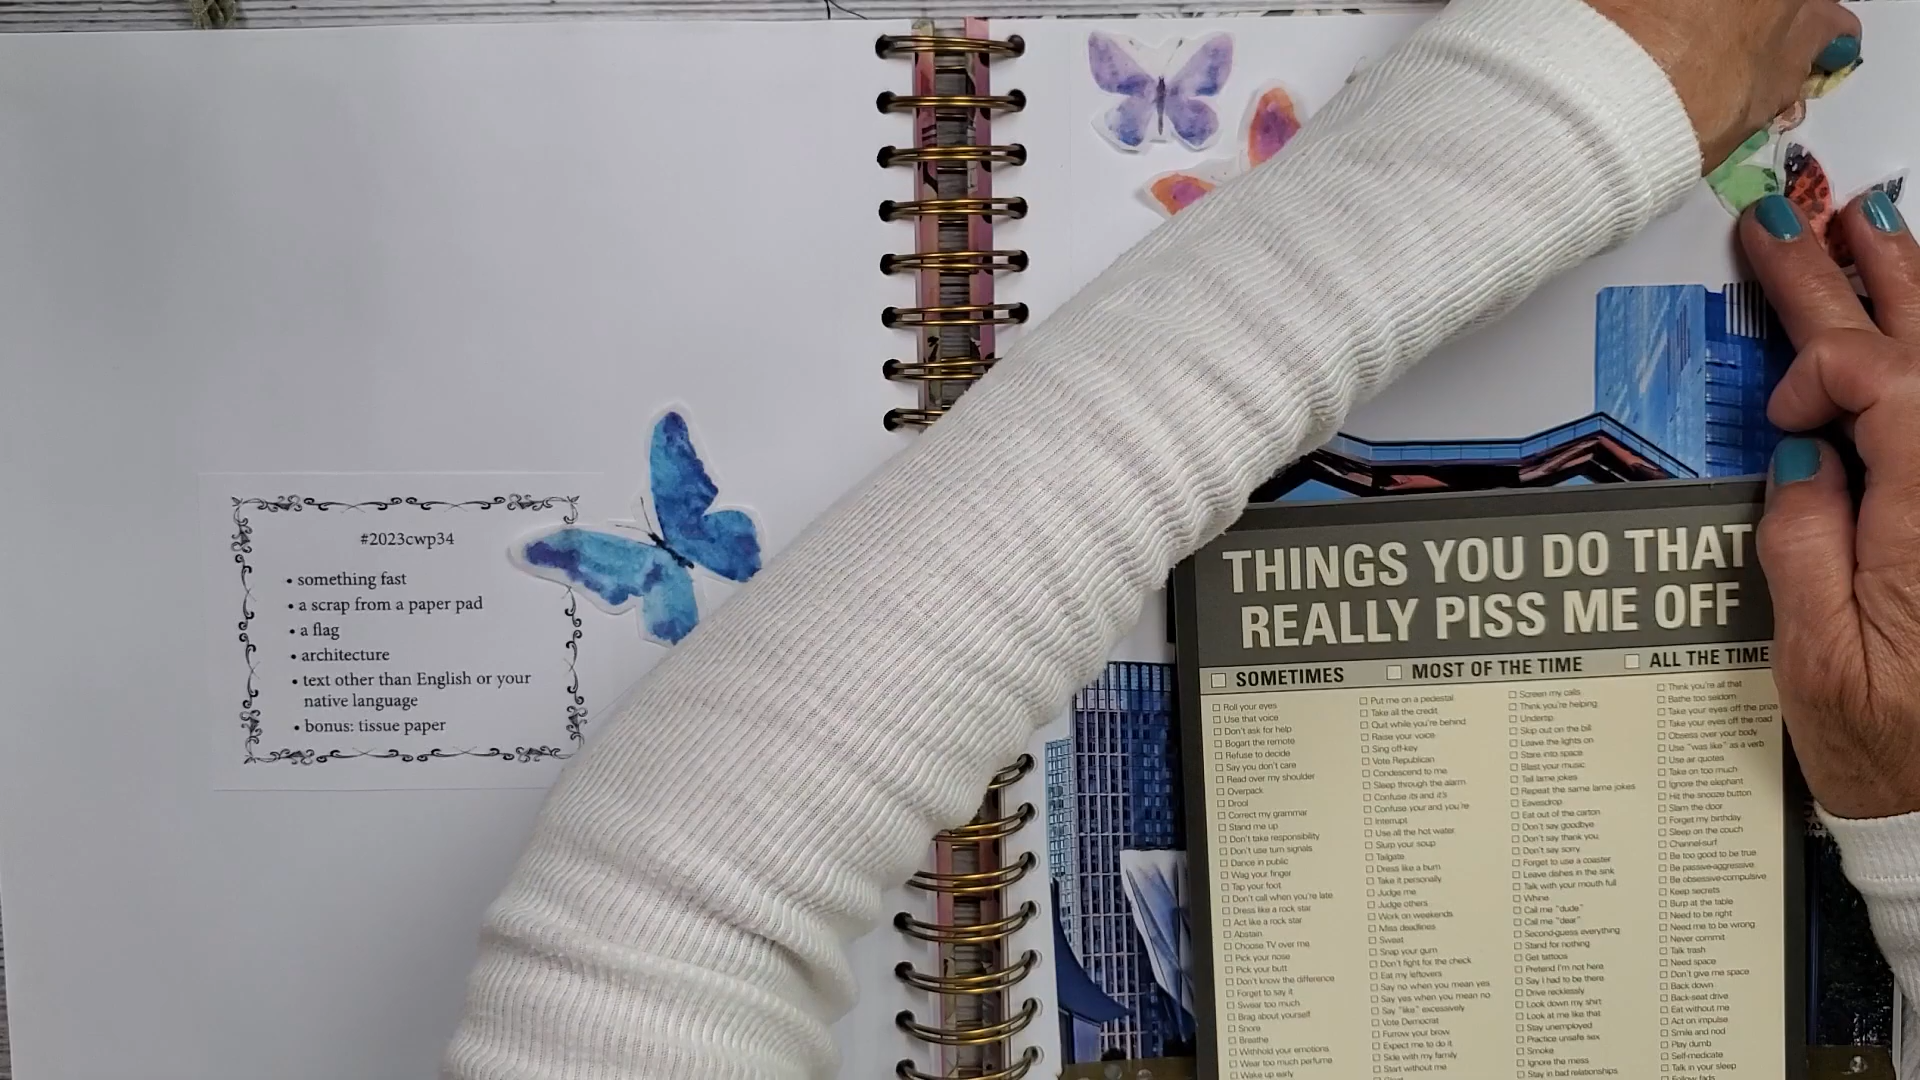 #2023cwp34
• something fast
• a scrap from a paper pad
• a flag
• architecture
• text other than English or your
native language
• bonus: tissue paper
THINGS YOU DO THAT
REALLY PISS ME OFF
SOMETIMES
MOST OF THE TIME
ALL THE TIME
Roll your eyes
Use that voice
Don't ask for help
Bogart the remote
Refuse to decide
Say you don't care
Read over my shoulder
Overpack
Drool
Correct my grammar
Stand me up
Don't take responsibility
Don't use turn signals
Dance in public
Wag your finger
Tap your foot
Don't call when you're late
Dress like a rock star
Act like a rock star
Abstain
Choose TV over me
Pick your nose
Pick your butt
Don't know the difference
Forget to say it
Swear too much
Brag about yourself
Snore
Breathe
Withhold your emotions
Wear too much perfume
Wake up early
Put me on a pedestal
Take all the credit
Quit while you're behind
Raise your voice
Sing off-key
Vote Republican
Condescend to me
Sleep through the alarm
Confuse its and it's
Confuse your and you're
Interrupt
Use all the hot water
Slurp your soup
Tailgate
Dress like a bum
Take it personally
Judge me
Judge others
Work on weekends
Miss deadlines
Sweat
Snap your gum
Don't fight for the check
Eat my leftovers
Say no when you mean yes
Say yes when you mean no
Say "like" excessively
Vote Democrat
Furrow your brow
Expect me to do it
Side with my family
Start without me
Screen my calls
Think you're helping
Undertip
Skip out on the bill
Leave the lights on
Stare into space
Blast your music
Tell lame jokes
Repeat the same lame jokes
Eavesdrop
Eat out of the carton
Don't say goodbye
Don't say thank you
Don't say sorry
Forget to use a coaster
Leave dishes in the sink
Talk with your mouth full
Whine
Call me "dude"
Call me "dear"
Second-guess everything
Stand for nothing
Get tattoos
Pretend I'm not here
Say I had to be there
Drive recklessly
Look down my shirt
Look at me like that
Stay unemployed
Practice unsafe sex
Smoke
Ignore the mess
Stay in bad relationships
Think you're all that
Bathe too seldom
Take your eyes off the prize
Take your eyes off the road
Obsess over your body
Use "was like" as a verb
Use air quotes
Take on too much
Ignore the elephant
Hit the snooze button
Slam the door
Forget my birthday
Sleep on the couch
Channel-surf
Be too good to be true
Be passive-aggressive
Be obsessive-compulsive
Keep secrets
Burp at the table
Need to be right
Need me to be wrong
Never commit
Talk trash
Need space
Don't give me space
Back down
Back-seat drive
Eat without me
Act on impulse
Smile and nod
Play dumb
Self-medicate
Talk in your sleep
Follow fads